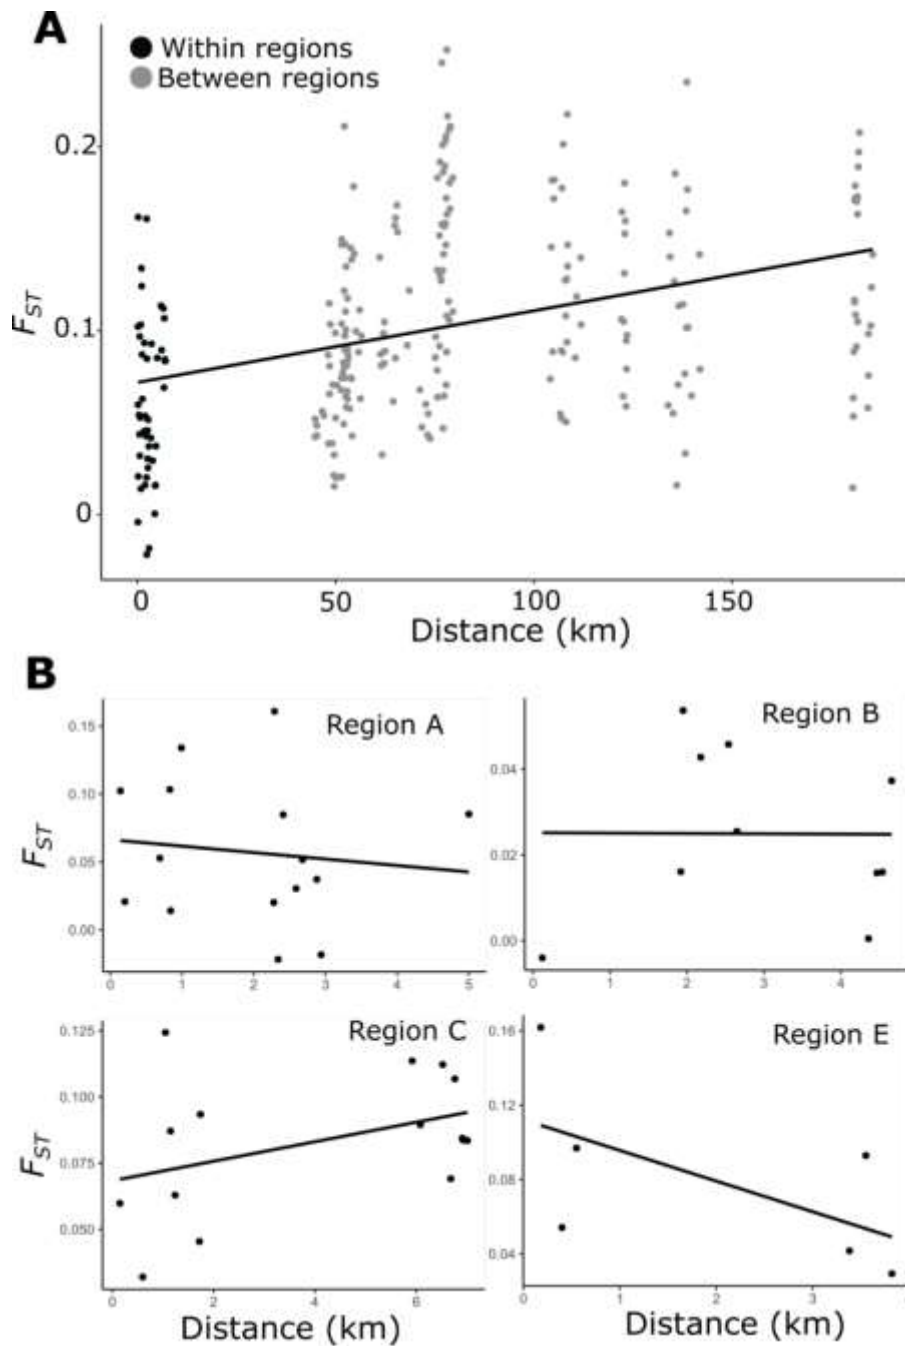 A
Within regions
Between regions
0.2
0.1
0
F_ST
0 50 100 150
Distance (km)
B
Region A
0.15
0.10
0.05
0.00
F_ST
0 1 2 3 4 5
Region B
0.04
0.02
0.00
0 1 2 3 4
Region C
0.125
0.100
0.075
0.050
F_ST
0 2 4 6
Distance (km)
Region E
0.16
0.12
0.08
0.04
0 1 2 3
Distance (km)